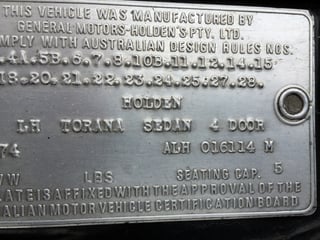 THIS VEHICLE WAS MANUFACTURED BY
GENERAL MOTORS-HOLDEN'S PTY. LTD.
MPLY WITH AUSTRALIAN DESIGN RULES NOS.
.4A.5B.6.7.8.10B.11.12.14.15
18.20.21.22.23.24.25.27.28.
HOLDEN
LH TORANA SEDAN 4 DOOR
74 ALH 016114 M
VW LBS SEATING CAP. 5
LATE IS AFFIXED WITH THE APPROVAL OF THE
ALIAN MOTOR VEHICLE CERTIFICATION BOARD